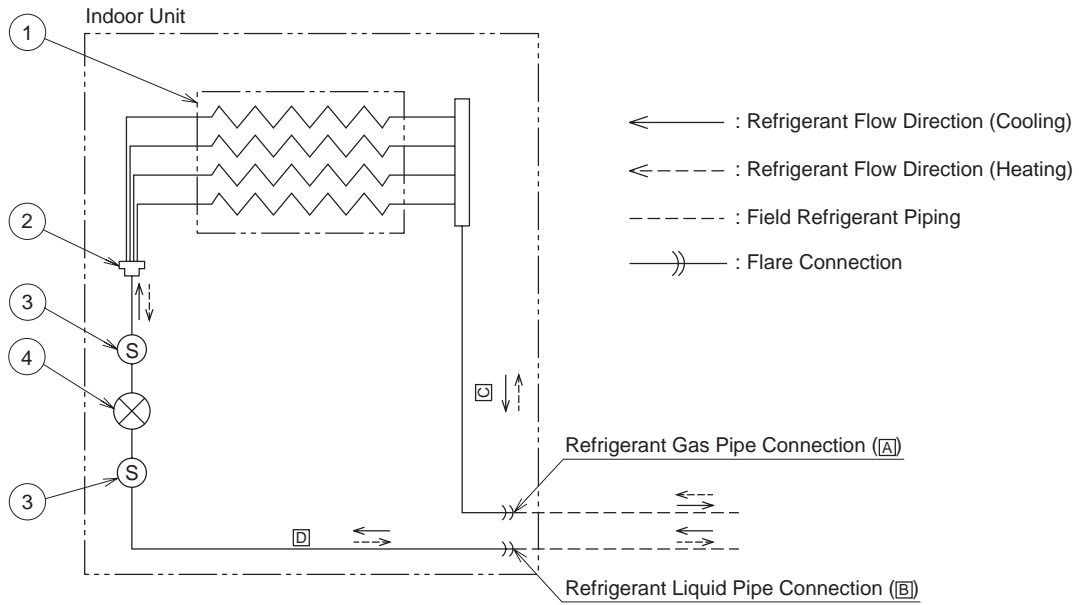 Indoor Unit
1
: Refrigerant Flow Direction (Cooling)
: Refrigerant Flow Direction (Heating)
2
: Field Refrigerant Piping
: Flare Connection
3
S
4
C
Refrigerant Gas Pipe Connection (A)
S
3
D
Refrigerant Liquid Pipe Connection (B)